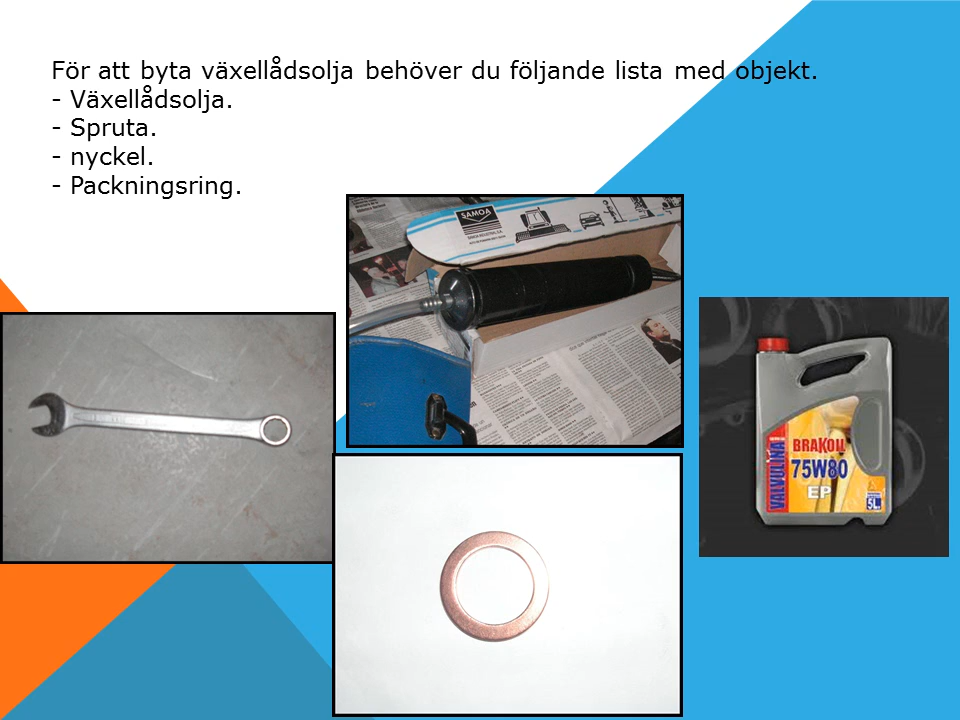 För att byta växellådsolja behöver du följande lista med objekt.
- Växellådsolja.
- Spruta.
- nyckel.
- Packningsring.
SAMOA
VALVULINA
BRAKOIL
75W80
EP
5L.